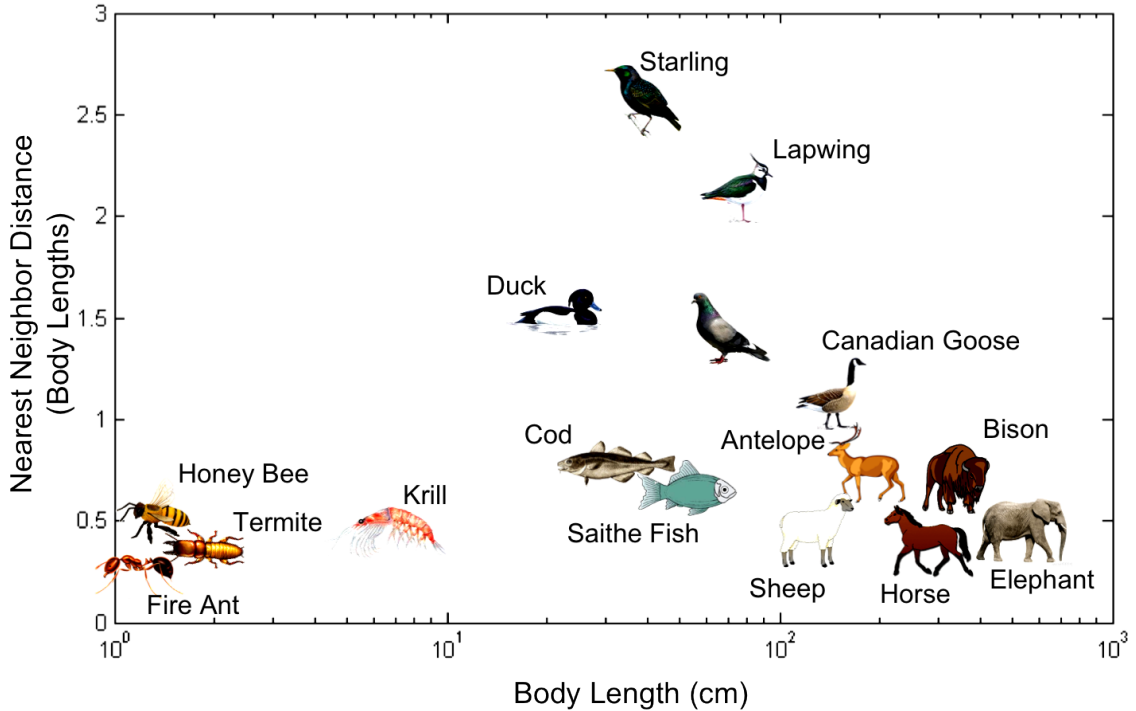 3
Starling
2.5
Lapwing
2
Duck
1.5
Canadian Goose
1
Cod
Antelope
Bison
Honey Bee
Krill
0.5
Termite
Saithe Fish
Sheep
Horse
Elephant
Fire Ant
0
10⁰
10¹
10²
10³
Nearest Neighbor Distance
(Body Lengths)
Body Length (cm)